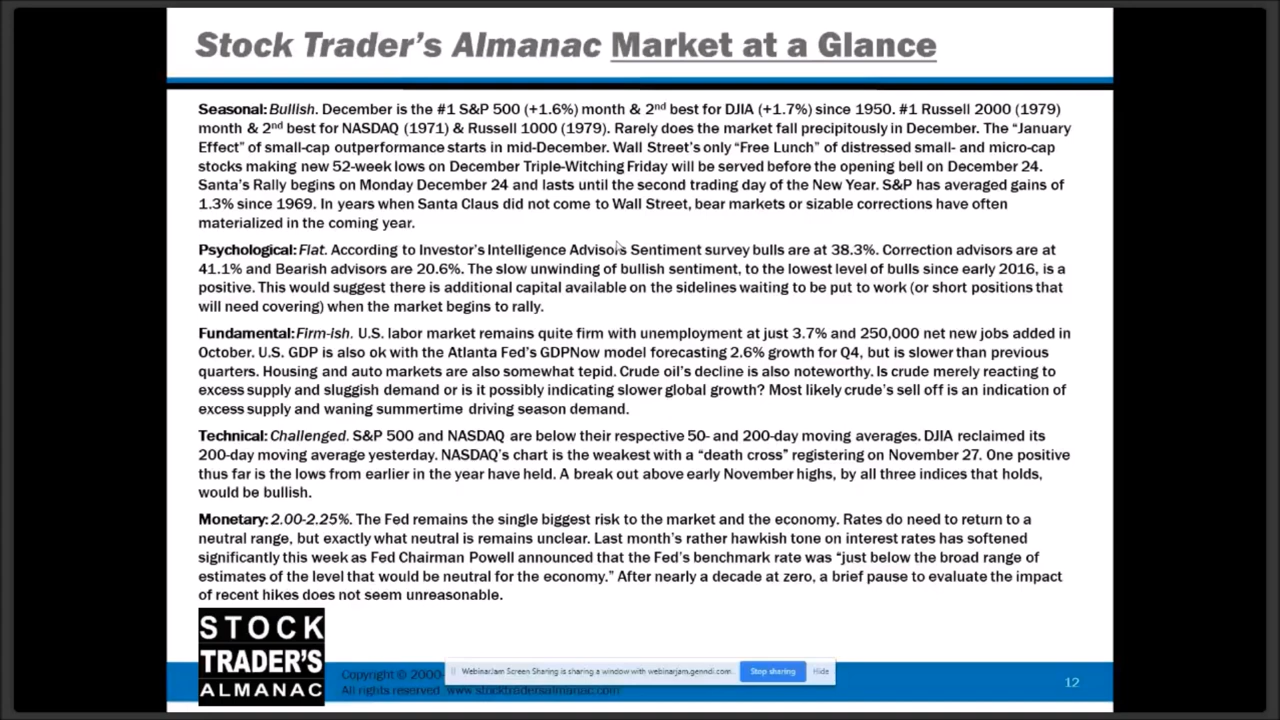 Stock Trader's Almanac Market at a Glance
Seasonal: Bullish. December is the #1 S&P 500 (+1.6%) month & 2nd best for DJIA (+1.7%) since 1950. #1 Russell 2000 (1979)
month & 2nd best for NASDAQ (1971) & Russell 1000 (1979). Rarely does the market fall precipitously in December. The “January
Effect” of small-cap outperformance starts in mid-December. Wall Street's only “Free Lunch” of distressed small- and micro-cap
stocks making new 52-week lows on December Triple-Witching Friday will be served before the opening bell on December 24.
Santa's Rally begins on Monday December 24 and lasts until the second trading day of the New Year. S&P has averaged gains of
1.3% since 1969. In years when Santa Claus did not come to Wall Street, bear markets or sizable corrections have often
materialized in the coming year.
Psychological: Flat. According to Investor's Intelligence Advisors Sentiment survey bulls are at 38.3%. Correction advisors are at
41.1% and Bearish advisors are 20.6%. The slow unwinding of bullish sentiment, to the lowest level of bulls since early 2016, is a
positive. This would suggest there is additional capital available on the sidelines waiting to be put to work (or short positions that
will need covering) when the market begins to rally.
Fundamental: Firm-ish. U.S. labor market remains quite firm with unemployment at just 3.7% and 250,000 net new jobs added in
October. U.S. GDP is also ok with the Atlanta Fed's GDPNow model forecasting 2.6% growth for Q4, but is slower than previous
quarters. Housing and auto markets are also somewhat tepid. Crude oil's decline is also noteworthy. Is crude merely reacting to
excess supply and sluggish demand or is it possibly indicating slower global growth? Most likely crude's sell off is an indication of
excess supply and waning summertime driving season demand.
Technical: Challenged. S&P 500 and NASDAQ are below their respective 50- and 200-day moving averages. DJIA reclaimed its
200-day moving average yesterday. NASDAQ's chart is the weakest with a “death cross” registering on November 27. One positive
thus far is the lows from earlier in the year have held. A break out above early November highs, by all three indices that holds,
would be bullish.
Monetary: 2.00-2.25%. The Fed remains the single biggest risk to the market and the economy. Rates do need to return to a
neutral range, but exactly what neutral is remains unclear. Last month's rather hawkish tone on interest rates has softened
significantly this week as Fed Chairman Powell announced that the Fed's benchmark rate was “just below the broad range of
estimates of the level that would be neutral for the economy.” After nearly a decade at zero, a brief pause to evaluate the impact
of recent hikes does not seem unreasonable.
STOCK
TRADER'S
ALMANAC
Copyright © 2000-
All rights reserved www.stocktradersalmanac.com
WebinarJam Screen Sharing is sharing a window with webinarjam.genndi.com.
Stop sharing
Hide
12